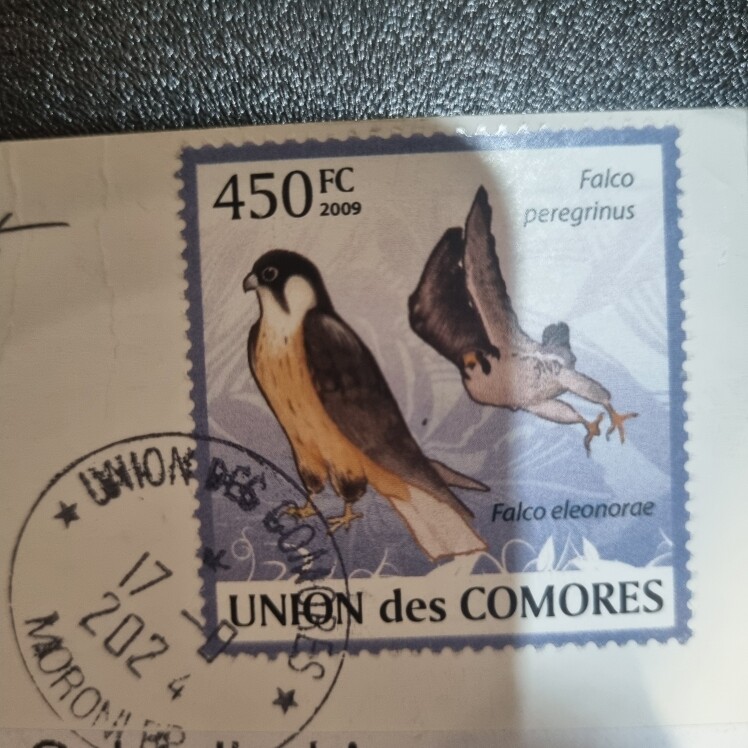 450 FC
2009
Falco
peregrinus
Falco eleonorae
UNION des COMORES
UNION DES COMORES
17
2024
MORONI